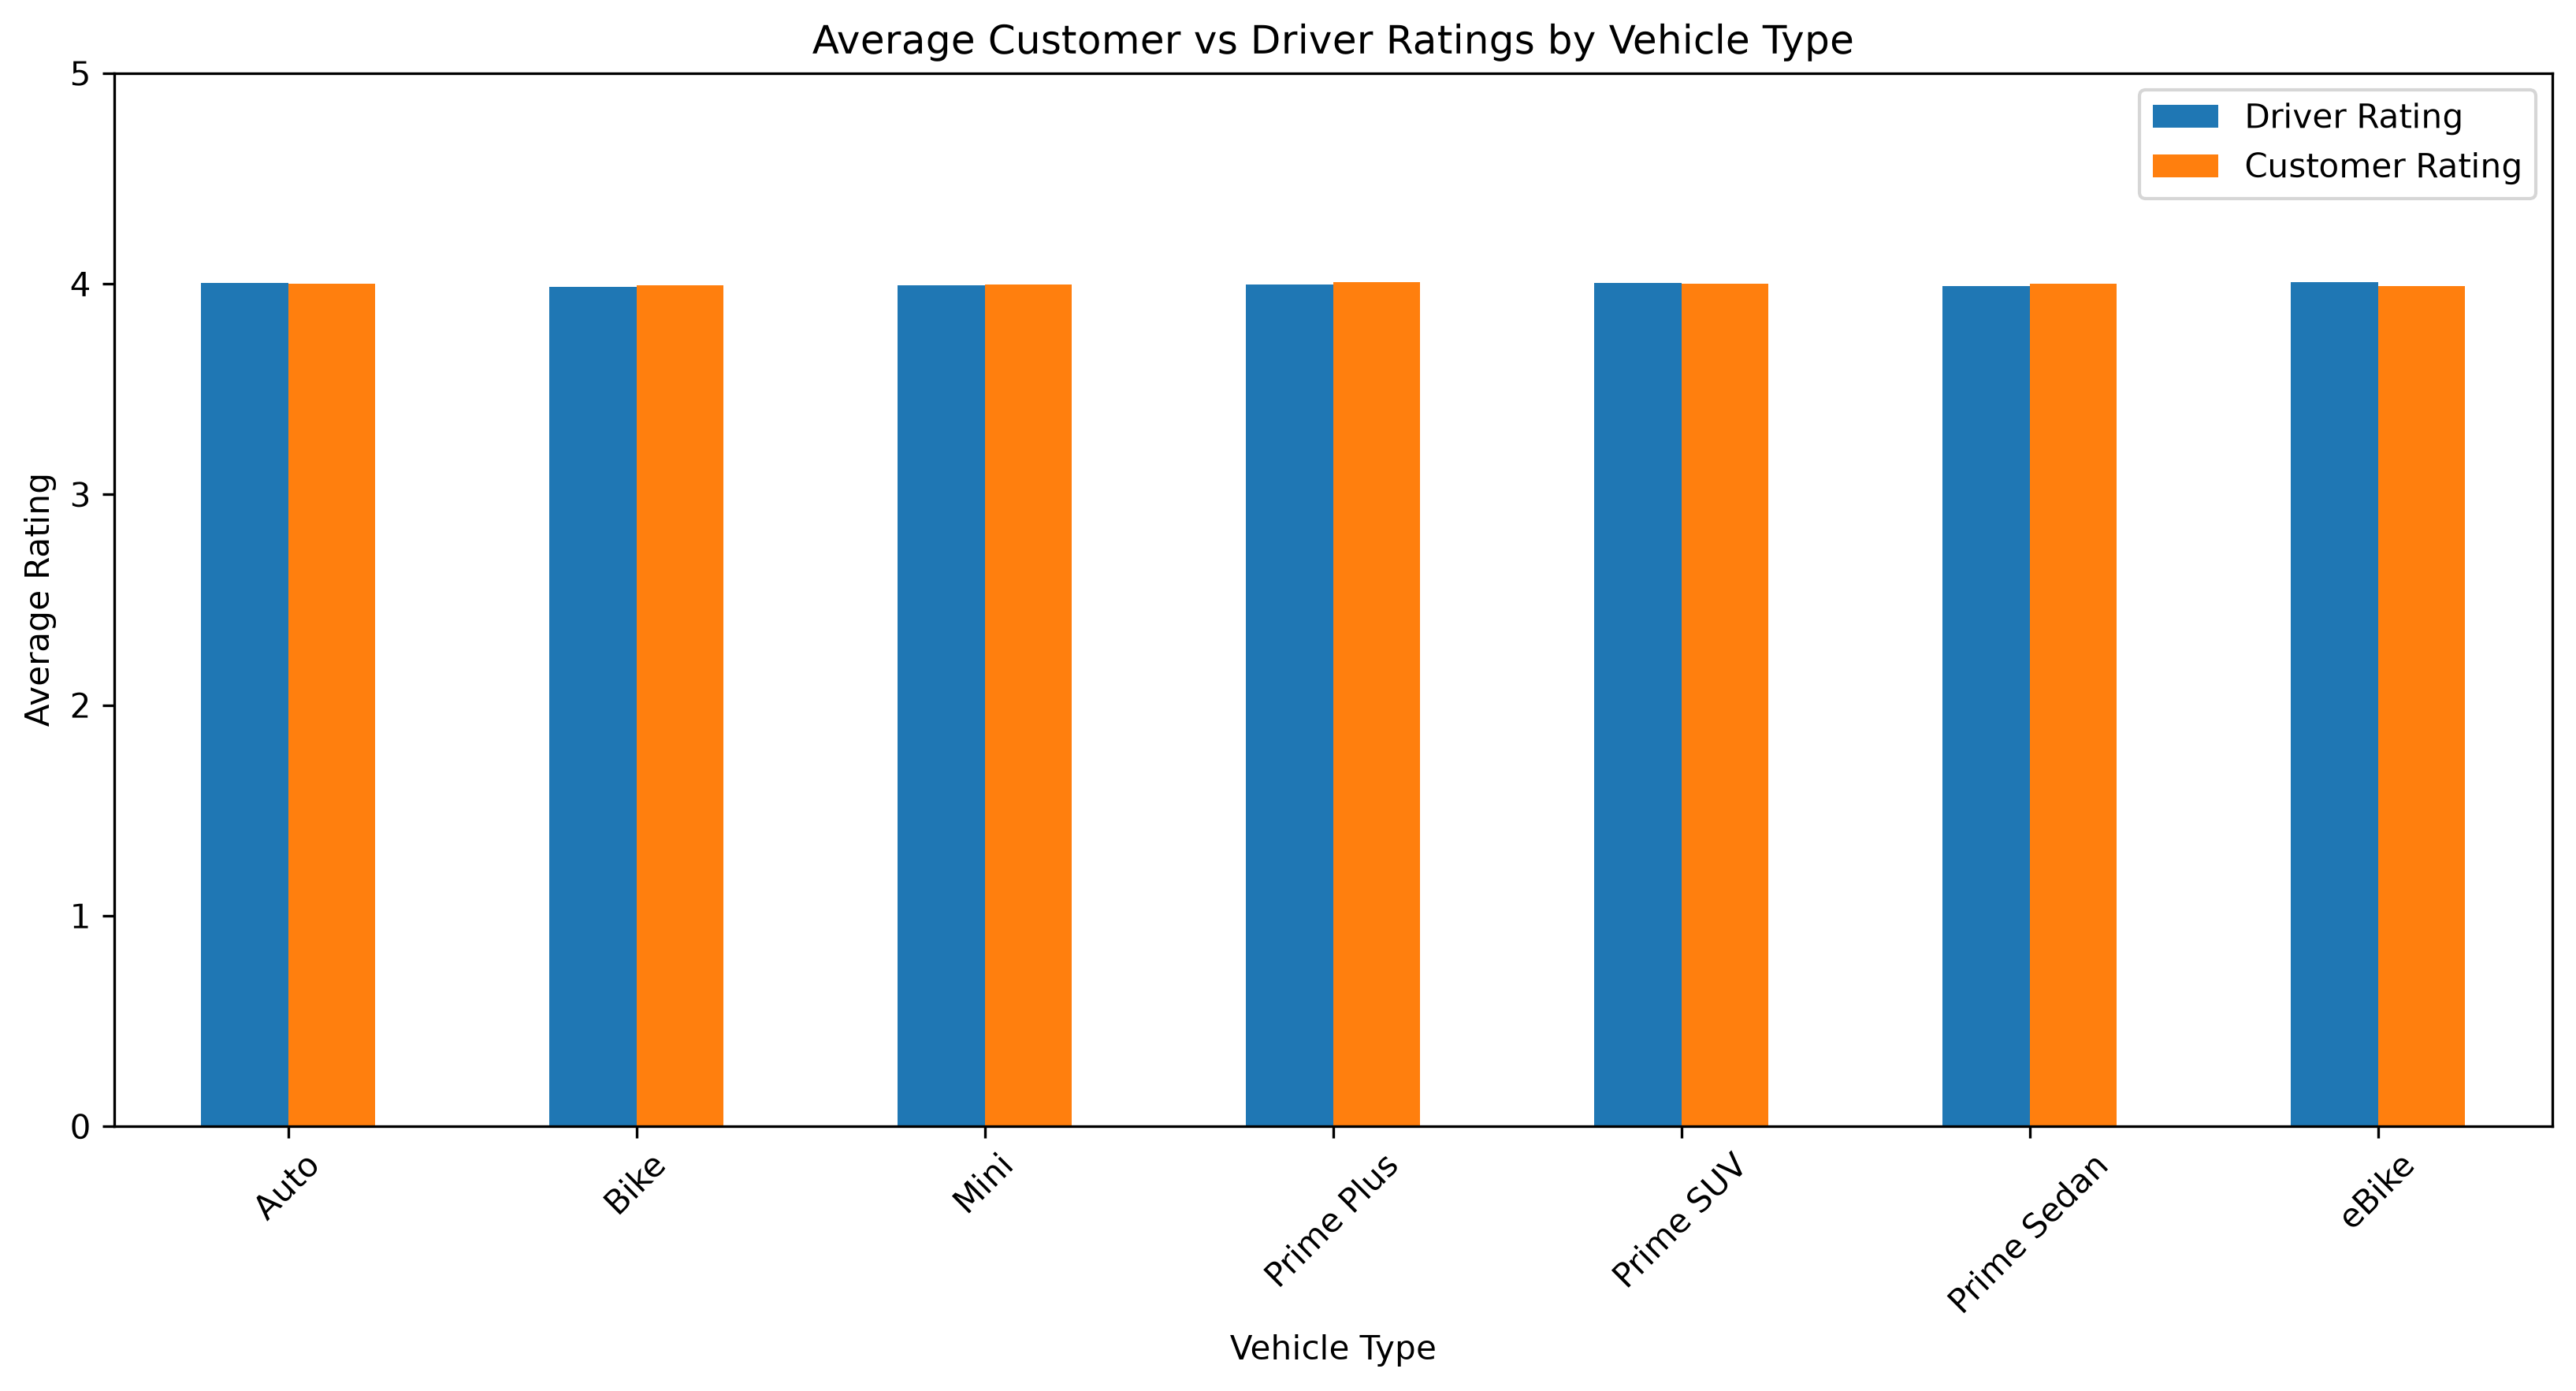 Average Customer vs Driver Ratings by Vehicle Type
Driver Rating
Customer Rating
Average Rating
5
4
3
2
1
0
Auto
Bike
Mini
Prime Plus
Prime SUV
Prime Sedan
eBike
Vehicle Type